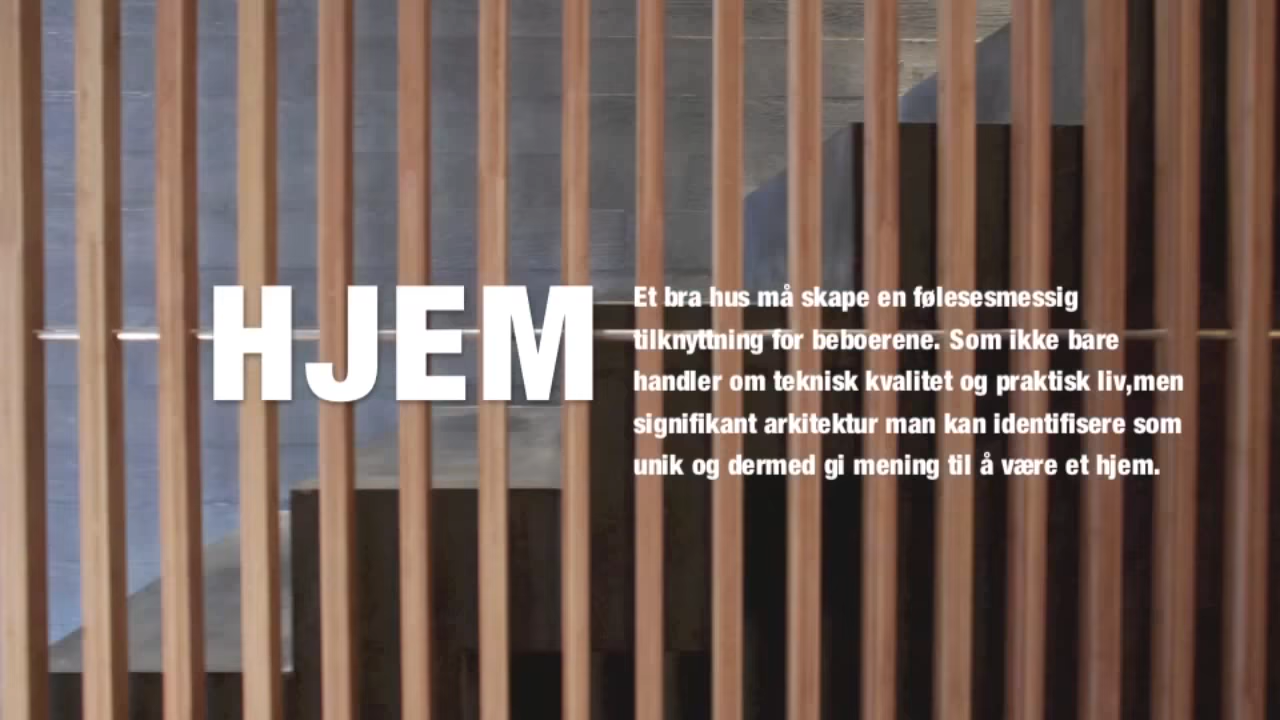 HJEM
Et bra hus må skape en følesesmessig
tilknyttning for beboerene. Som ikke bare
handler om teknisk kvalitet og praktisk liv,men
signifikant arkitektur man kan identifisere som
unik og dermed gi mening til å være et hjem.